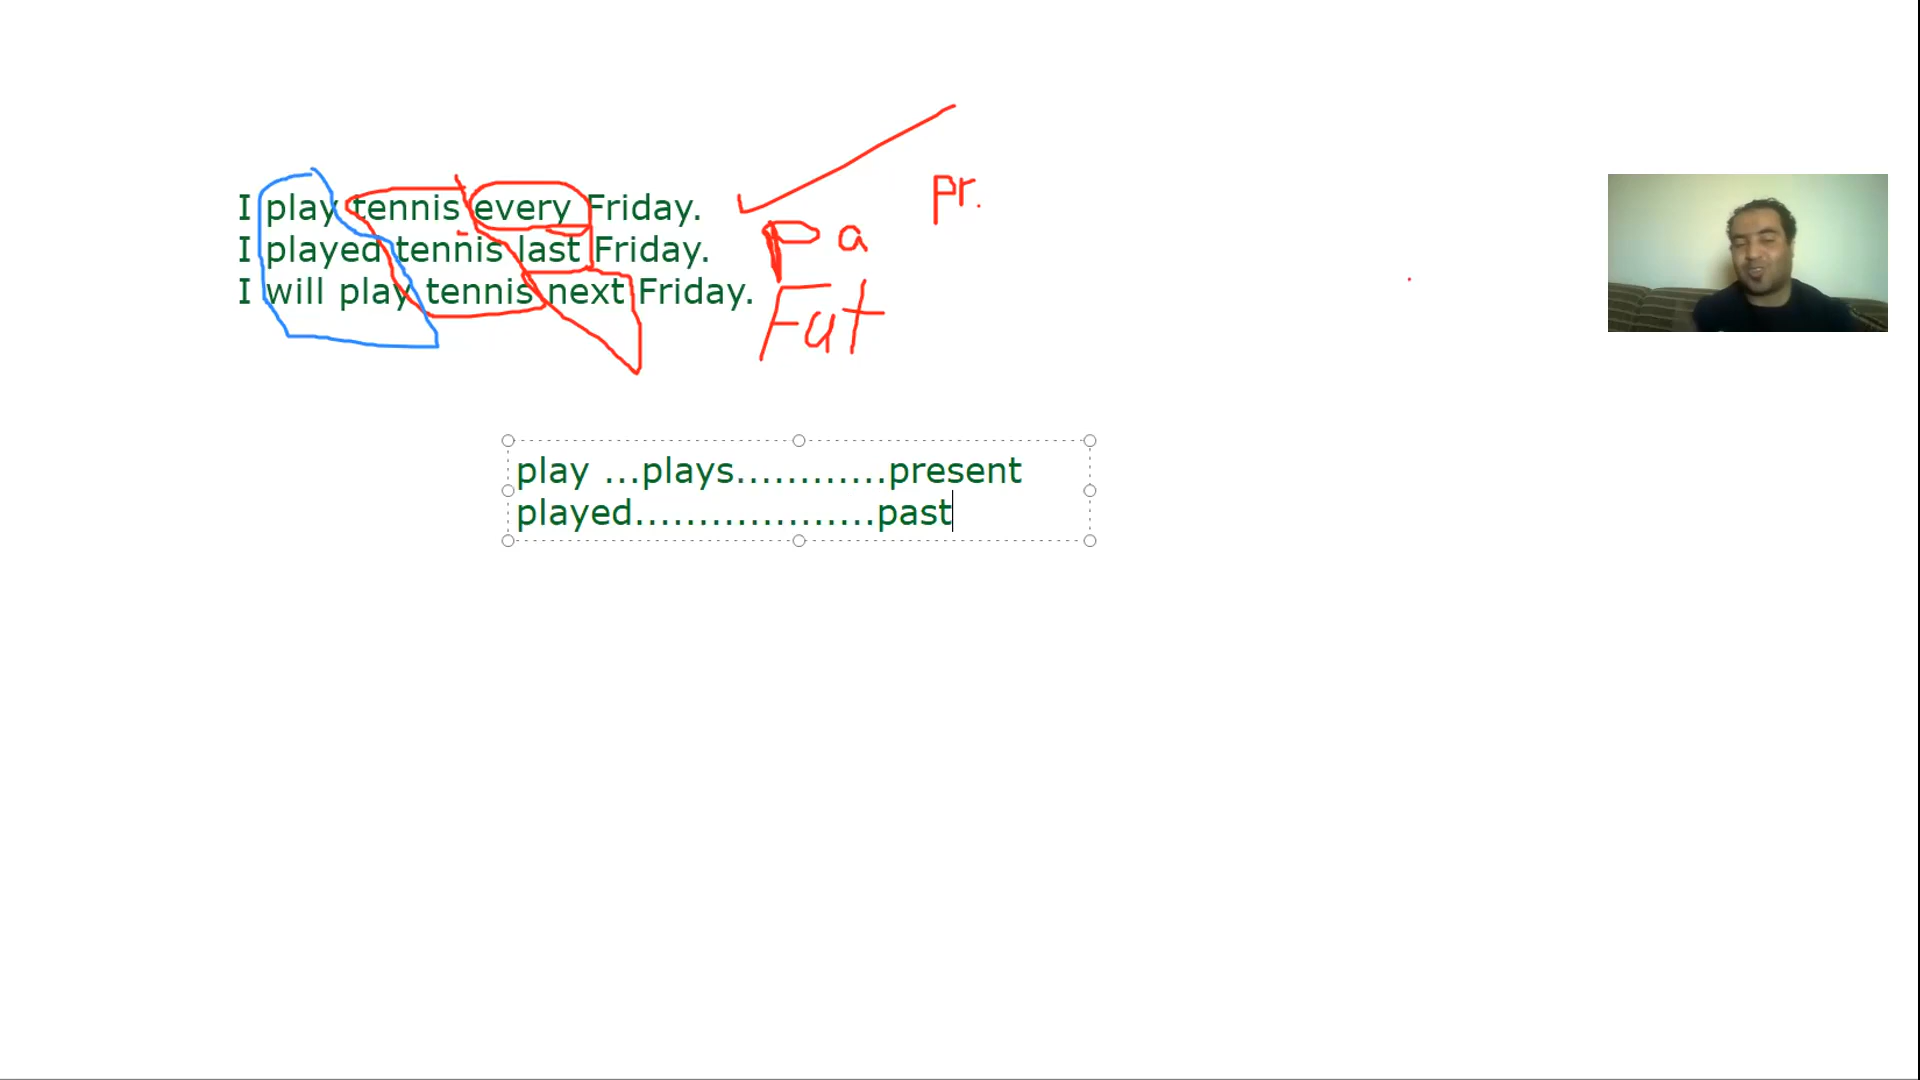 I play tennis every Friday.
pr.
I played tennis last Friday.
Pa
I will play tennis next Friday.
Fut
play ...plays............present
played...................past